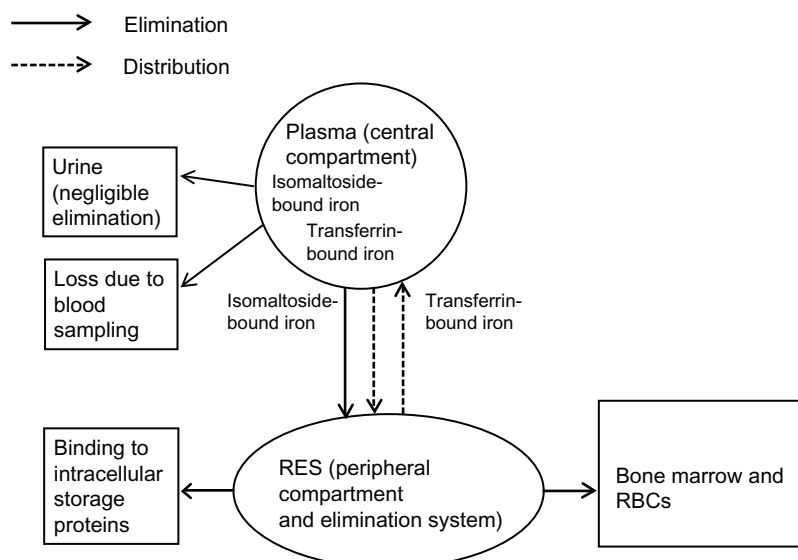 Elimination
Distribution
Plasma (central
compartment)
Isomaltoside-
bound iron
Transferrin-
bound iron
Urine
(negligible
elimination)
Loss due to
blood
sampling
Isomaltoside-
bound iron
Transferrin-
bound iron
Binding to
intracellular
storage
proteins
RES (peripheral
compartment
and elimination system)
Bone marrow and
RBCs